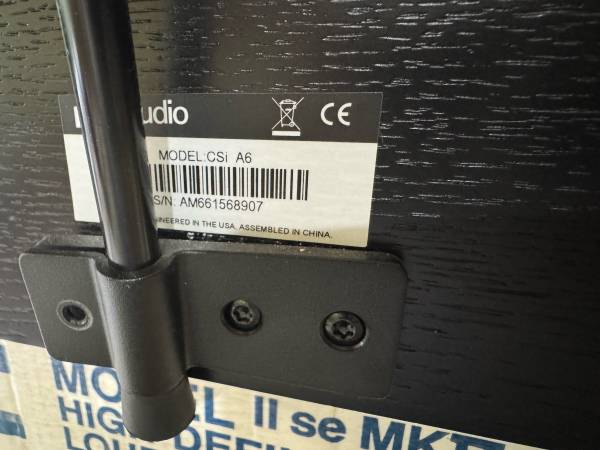 udio CE
MODEL:CSi A6
S/N: AM661568907
INEERED IN THE USA, ASSEMBLED IN CHINA.
II se MK
HIG